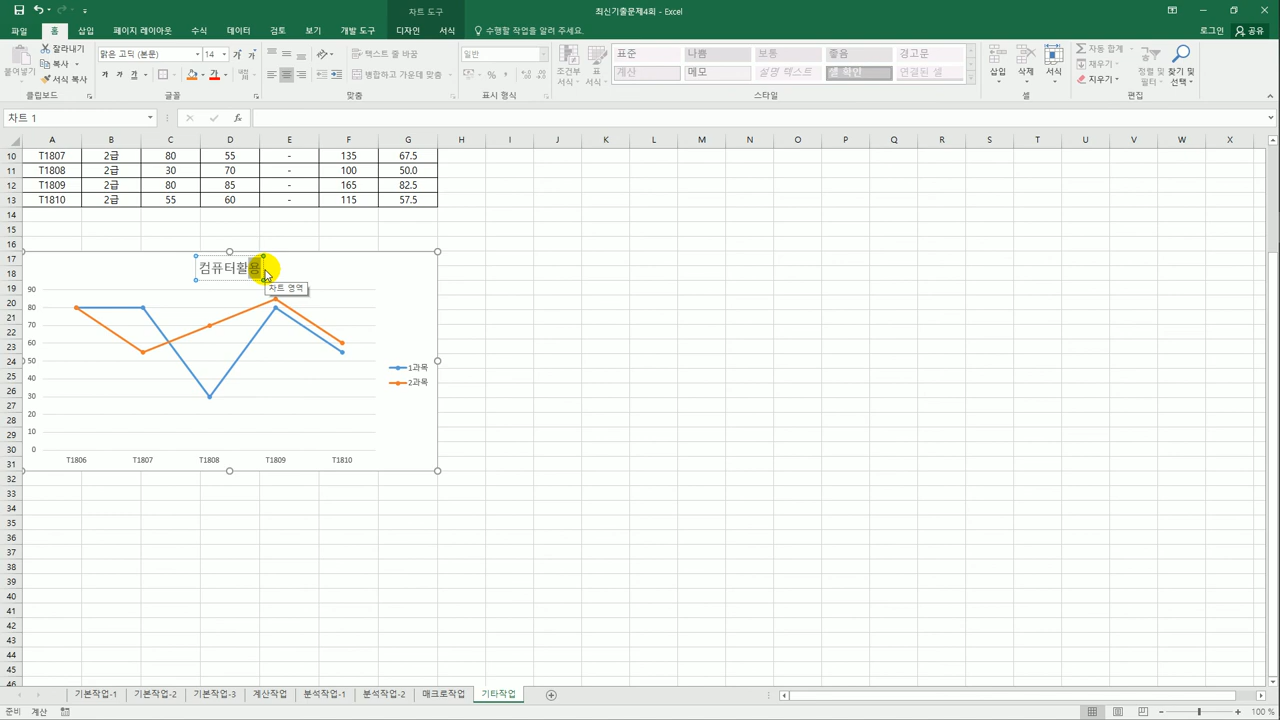 차트 도구
최신기출문제4회 - Excel
파일 홈 삽입 페이지 레이아웃 수식 데이터 검토 보기 개발 도구 디자인 서식 수행할 작업을 알려 주세요. 로그인 공유
붙여넣기 잘라내기 복사 서식 복사
클립보드
맑은 고딕 (본문) 14
가 가 가
글꼴
텍스트 줄 바꿈
병합하고 가운데 맞춤
맞춤
일반
표시 형식
조건부 서식 표 서식
표준 나쁨 보통 좋음 경고문
계산 메모 설명 텍스트 셀 확인 연결된 셀
스타일
삽입 삭제 서식
셀
자동 합계
채우기
지우기
정렬 및 필터 찾기 및 선택
편집
차트 1 fx
A B C D E F G H I J K L M N O P Q R S T U V W X
10 T1807 2급 80 55 - 135 67.5
11 T1808 2급 30 70 - 100 50.0
12 T1809 2급 80 85 - 165 82.5
13 T1810 2급 55 60 - 115 57.5
14
15
16
17
18
19
20
21
22
23
24
25
26
27
28
29
30
31
32
33
34
35
36
37
38
39
40
41
42
43
44
45
46
컴퓨터활용
차트 영역
90
80
70
60
50
40
30
20
10
0
T1806 T1807 T1808 T1809 T1810
1과목
2과목
기본작업-1 기본작업-2 기본작업-3 계산작업 분석작업-1 분석작업-2 매크로작업 기타작업
준비 계산 100 %